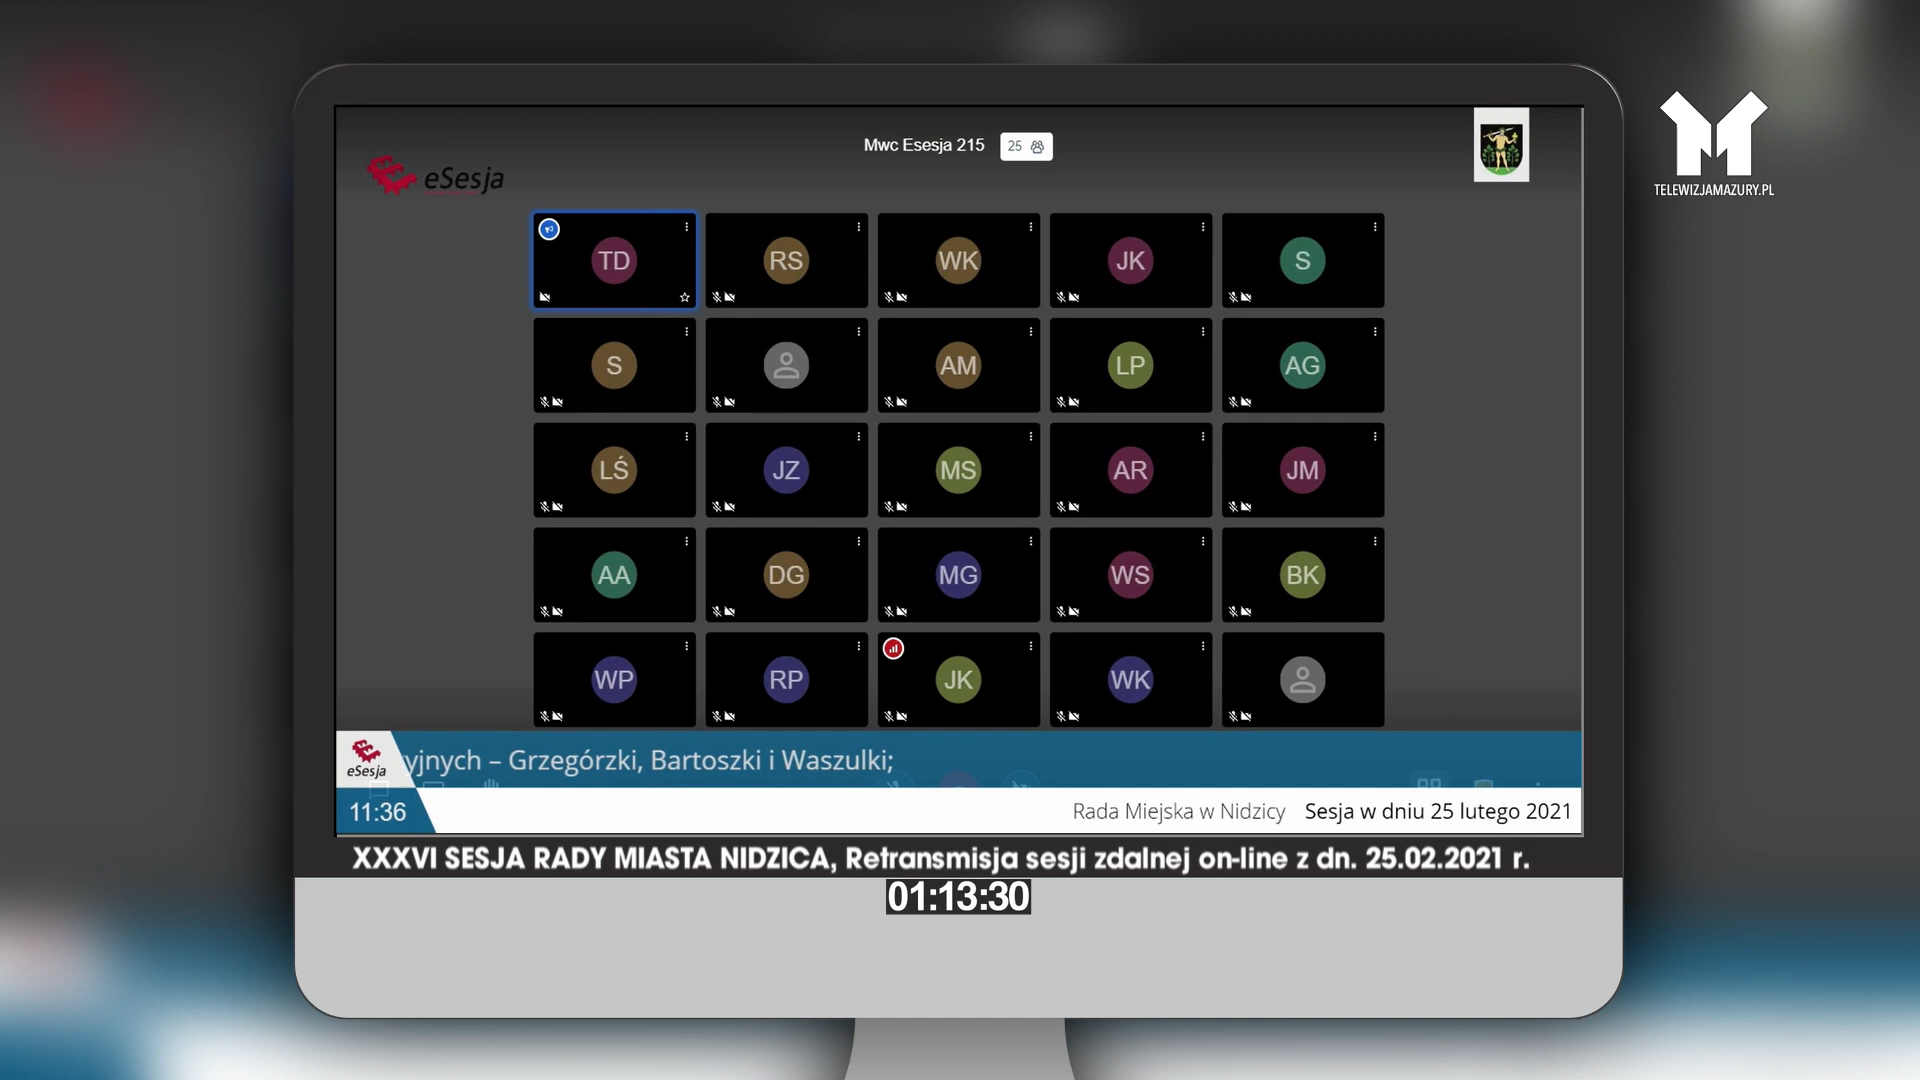 Mwc Esesja 215 25
eSesja
TELEWIZJAMAZURY.PL
TD RS WK JK S
S AM LP AG
LŚ JZ MS AR JM
AA DG MG WS BK
WP RP JK WK
eSesja
yjnych – Grzegórzki, Bartoszki i Waszulki;
11:36
Rada Miejska w Nidzicy Sesja w dniu 25 lutego 2021
XXXVI SESJA RADY MIASTA NIDZICA, Retransmisja sesji zdalnej on-line z dn. 25.02.2021 r.
01:13:30